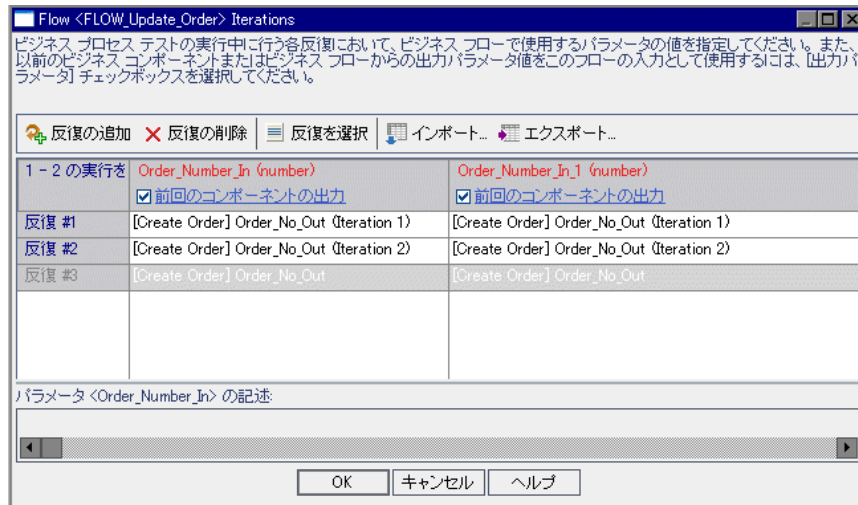 Flow <FLOW_Update_Order> Iterations
ビジネス プロセス テストの実行中に行う各反復において、ビジネス フローで使用するパラメータの値を指定してください。また、
以前のビジネス コンポーネントまたはビジネス フローからの出力パラメータ値をこのフローの入力として使用するには、[出力パ
ラメータ] チェックボックスを選択してください。
反復の追加 反復の削除 反復を選択 インポート... エクスポート...
1 - 2 の実行を Order_Number_In (number) Order_Number_In_1 (number)
前回のコンポーネントの出力 前回のコンポーネントの出力
反復 #1 [Create Order] Order_No_Out (Iteration 1) [Create Order] Order_No_Out (Iteration 1)
反復 #2 [Create Order] Order_No_Out (Iteration 2) [Create Order] Order_No_Out (Iteration 2)
反復 #3 [Create Order] Order_No_Out [Create Order] Order_No_Out
パラメータ <Order_Number_In> の記述:
OK キャンセル ヘルプ